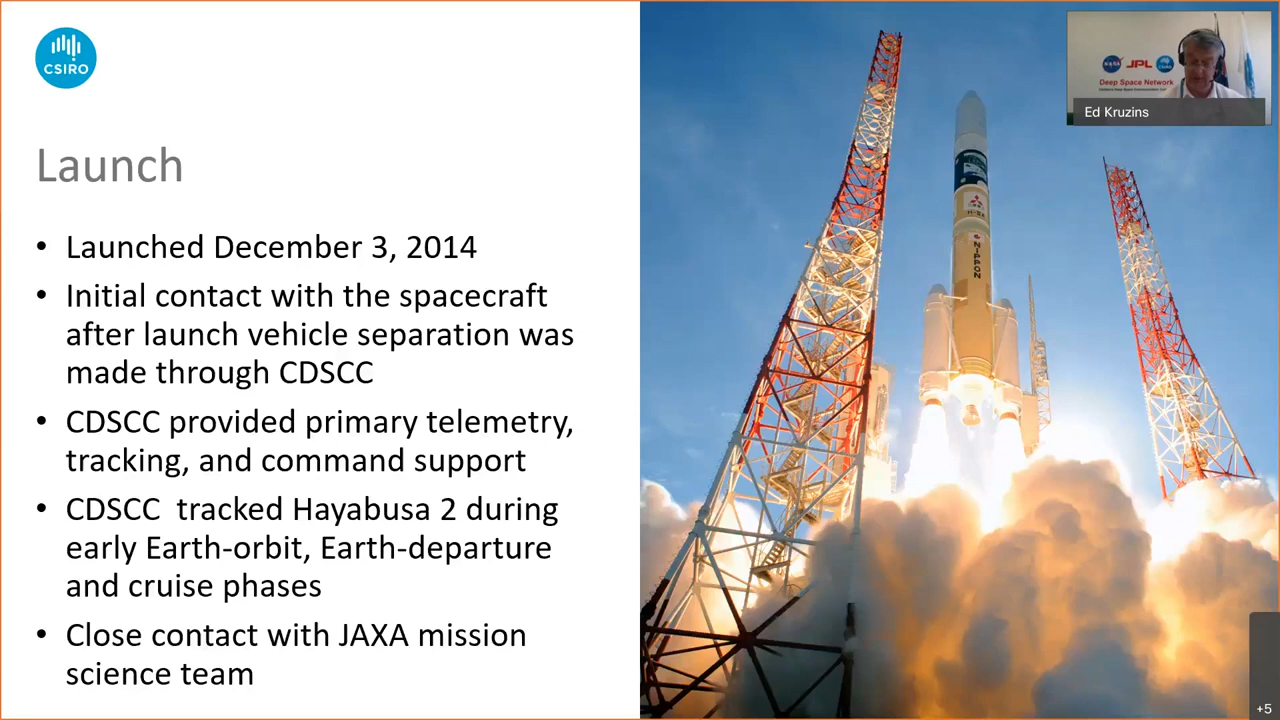 CSIRO
Launch
• Launched December 3, 2014
• Initial contact with the spacecraft
after launch vehicle separation was
made through CDSCC
• CDSCC provided primary telemetry,
tracking, and command support
• CDSCC  tracked Hayabusa 2 during
early Earth-orbit, Earth-departure
and cruise phases
• Close contact with JAXA mission
science team
NASA JPL CSIRO
Deep Space Network
Ed Kruzins
H-IIA
NIPPON
+5